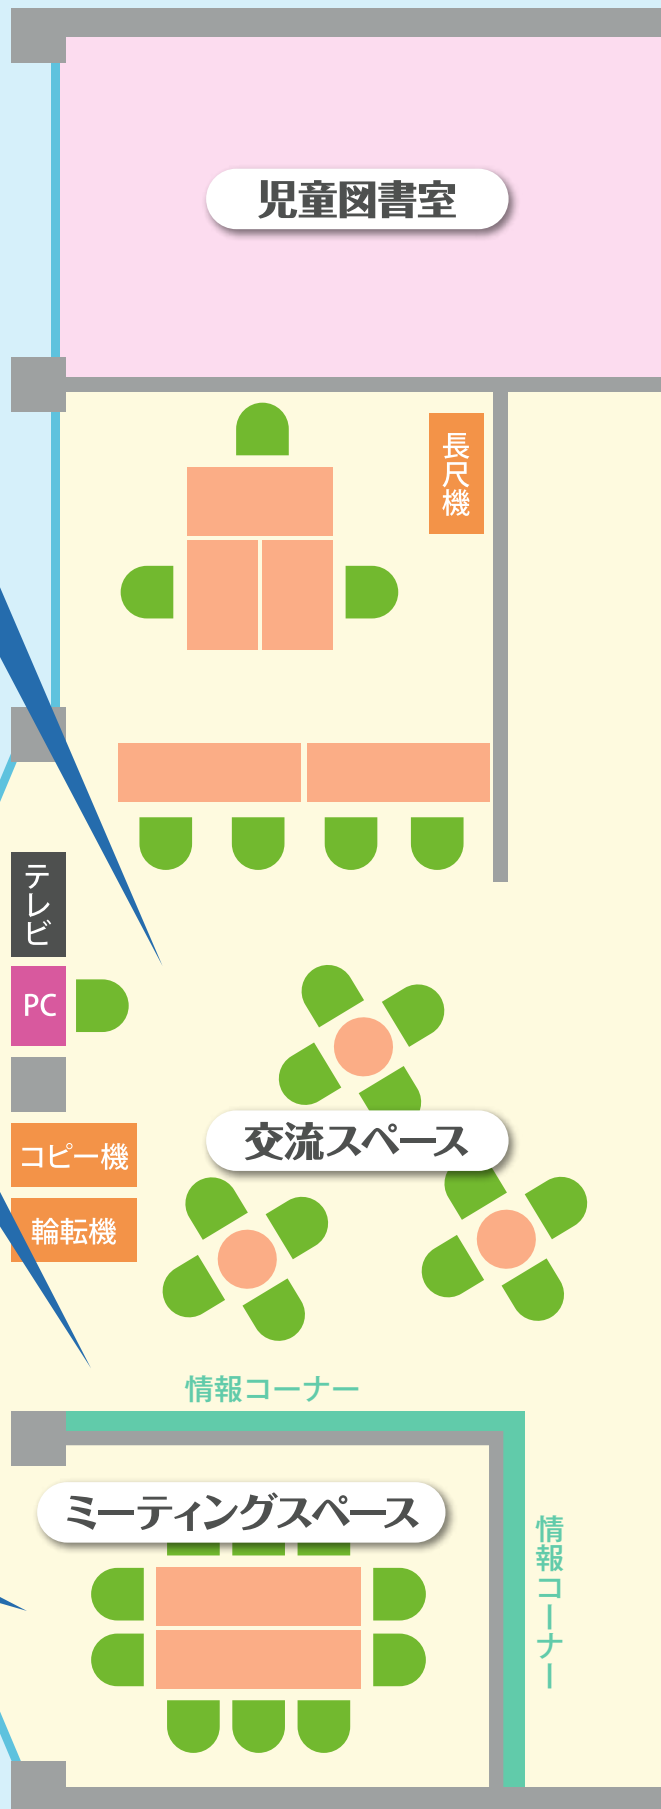 児童図書室
長尺機
テレビ
PC
交流スペース
コピー機
輪転機
情報コーナー
ミーティングスペース
情報コーナー